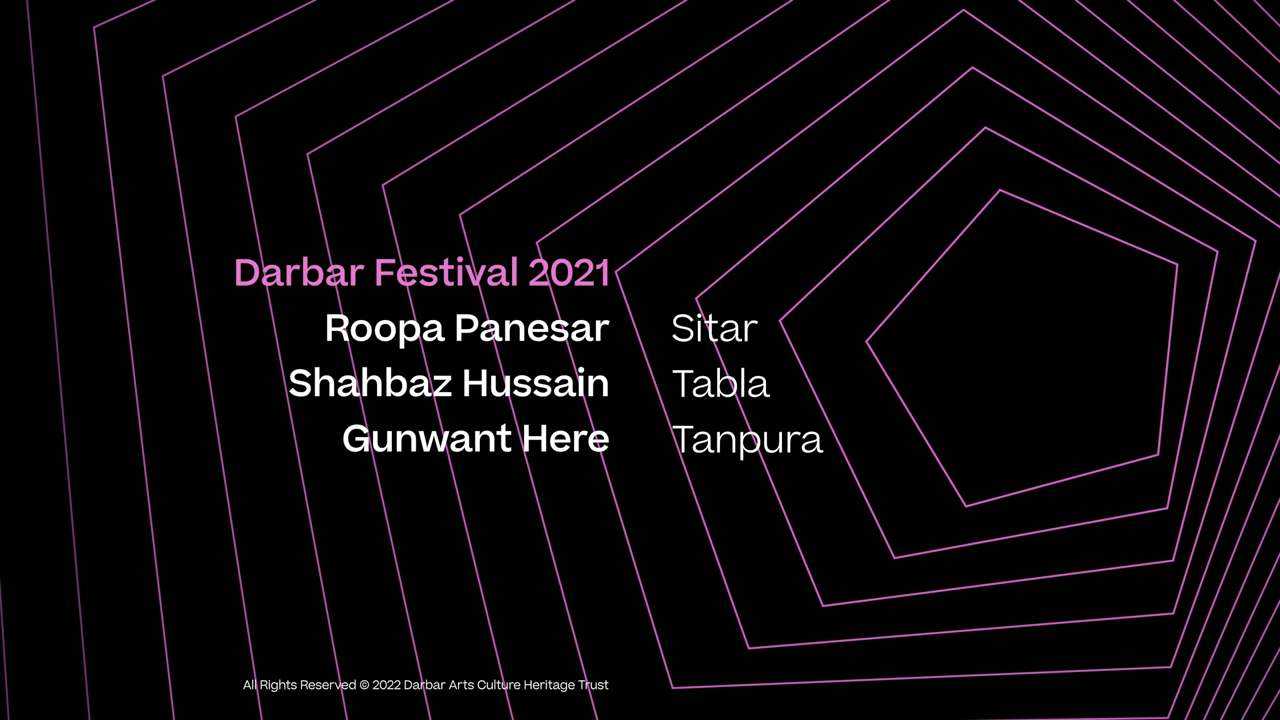 Darbar Festival 2021
Roopa Panesar Sitar
Shahbaz Hussain Tabla
Gunwant Here Tanpura
All Rights Reserved © 2022 Darbar Arts Culture Heritage Trust